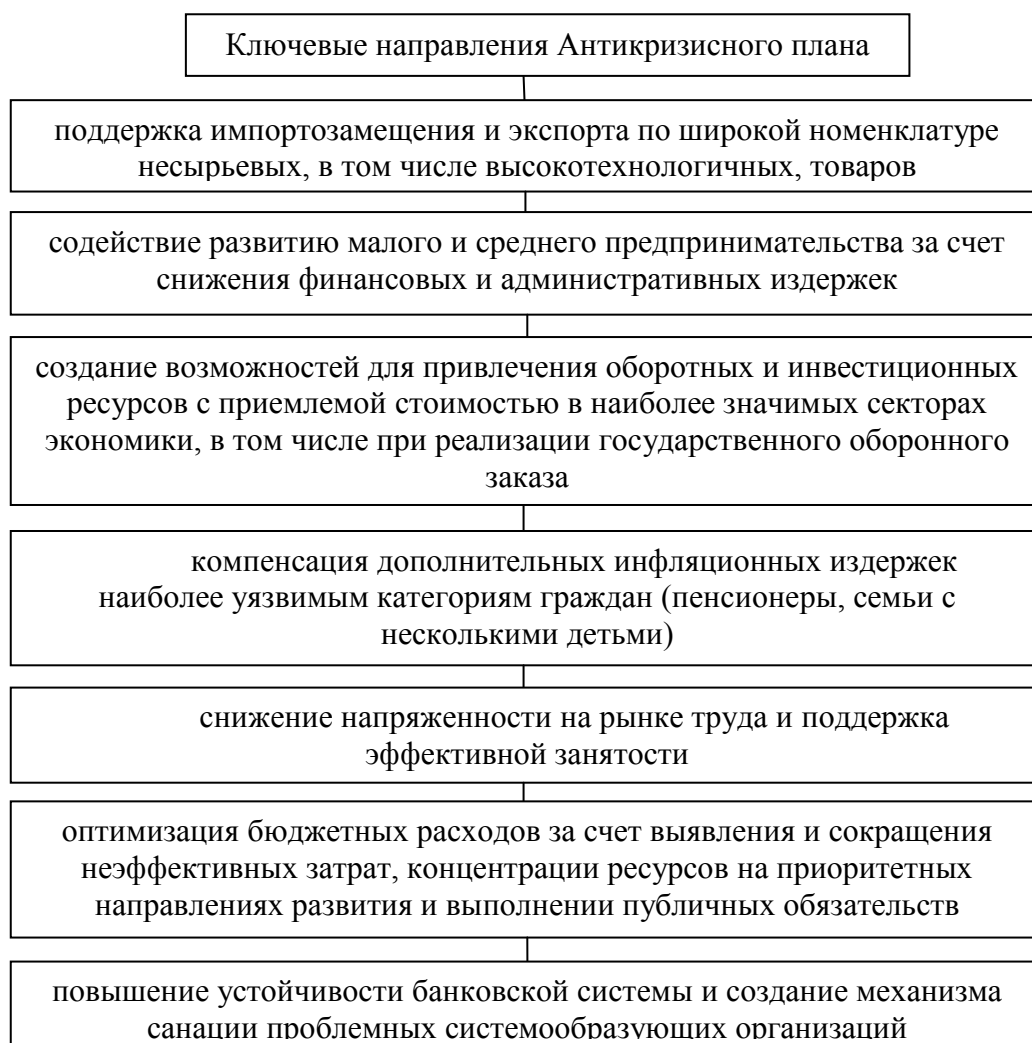 Ключевые направления Антикризисного плана
поддержка импортозамещения и экспорта по широкой номенклатуре
несырьевых, в том числе высокотехнологичных, товаров
содействие развитию малого и среднего предпринимательства за счет
снижения финансовых и административных издержек
создание возможностей для привлечения оборотных и инвестиционных
ресурсов с приемлемой стоимостью в наиболее значимых секторах
экономики, в том числе при реализации государственного оборонного
заказа
компенсация дополнительных инфляционных издержек
наиболее уязвимым категориям граждан (пенсионеры, семьи с
несколькими детьми)
снижение напряженности на рынке труда и поддержка
эффективной занятости
оптимизация бюджетных расходов за счет выявления и сокращения
неэффективных затрат, концентрации ресурсов на приоритетных
направлениях развития и выполнении публичных обязательств
повышение устойчивости банковской системы и создание механизма
санации проблемных системообразующих организаций